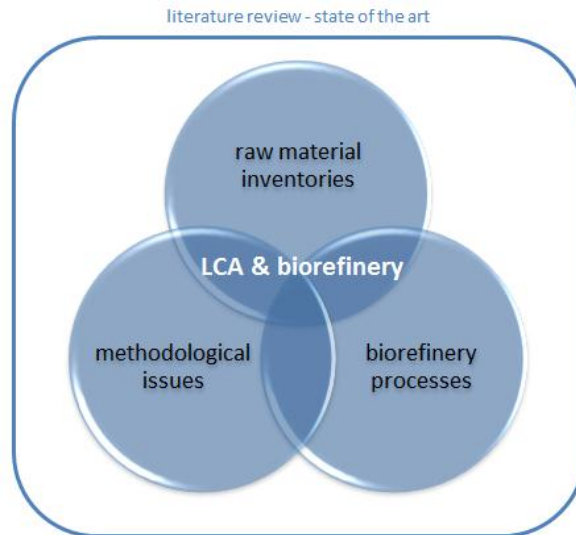 literature review - state of the art
raw material
inventories
LCA & biorefinery
methodological
issues
biorefinery
processes